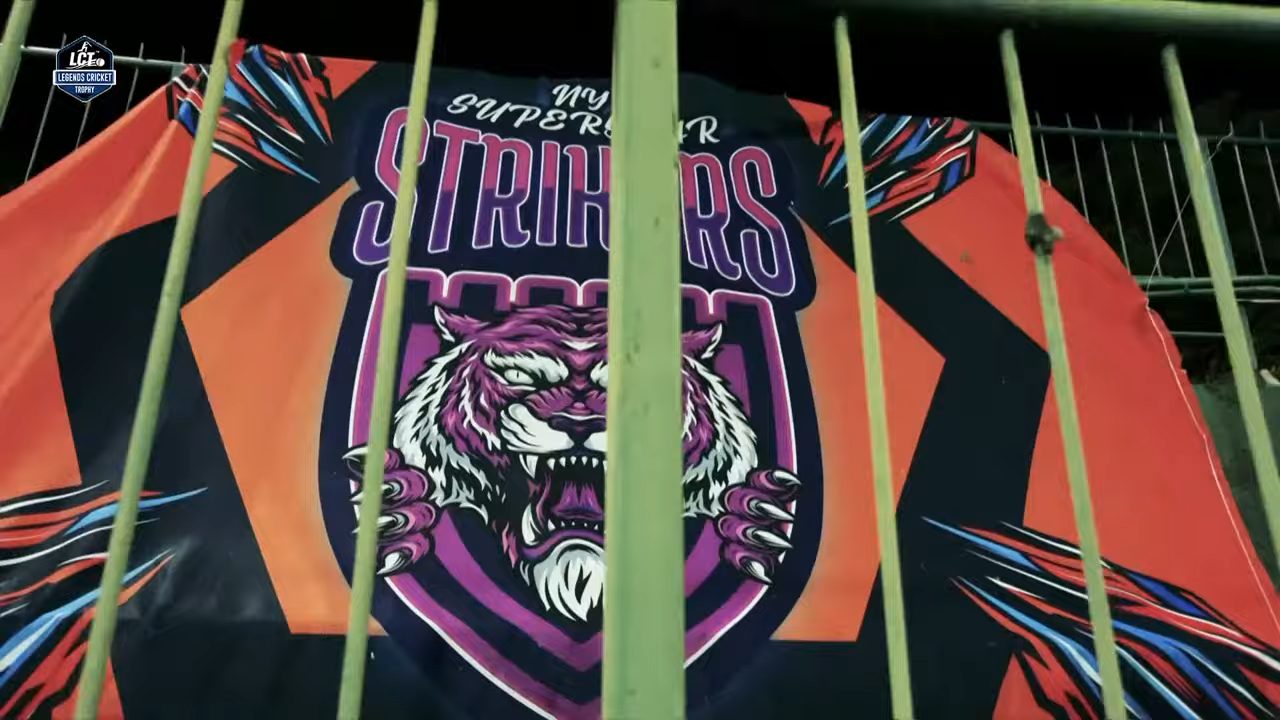 LCT
LEGENDS CRICKET
TROPHY
NY
SUPERSTAR
STRIKERS